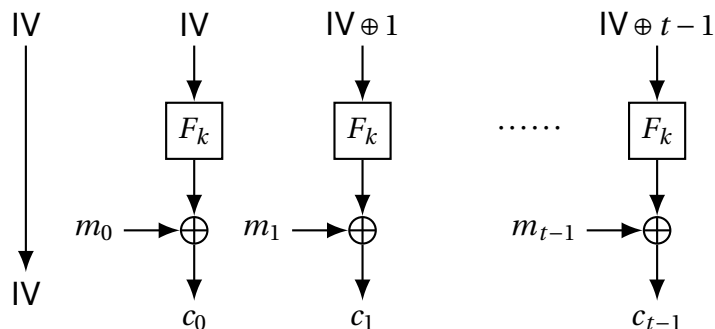 IV IV IV ⊕ 1 IV ⊕ t − 1
F_k F_k ...... F_k
m_0 ⊕ m_1 ⊕ m_{t−1} ⊕
IV
c_0 c_1 c_{t−1}